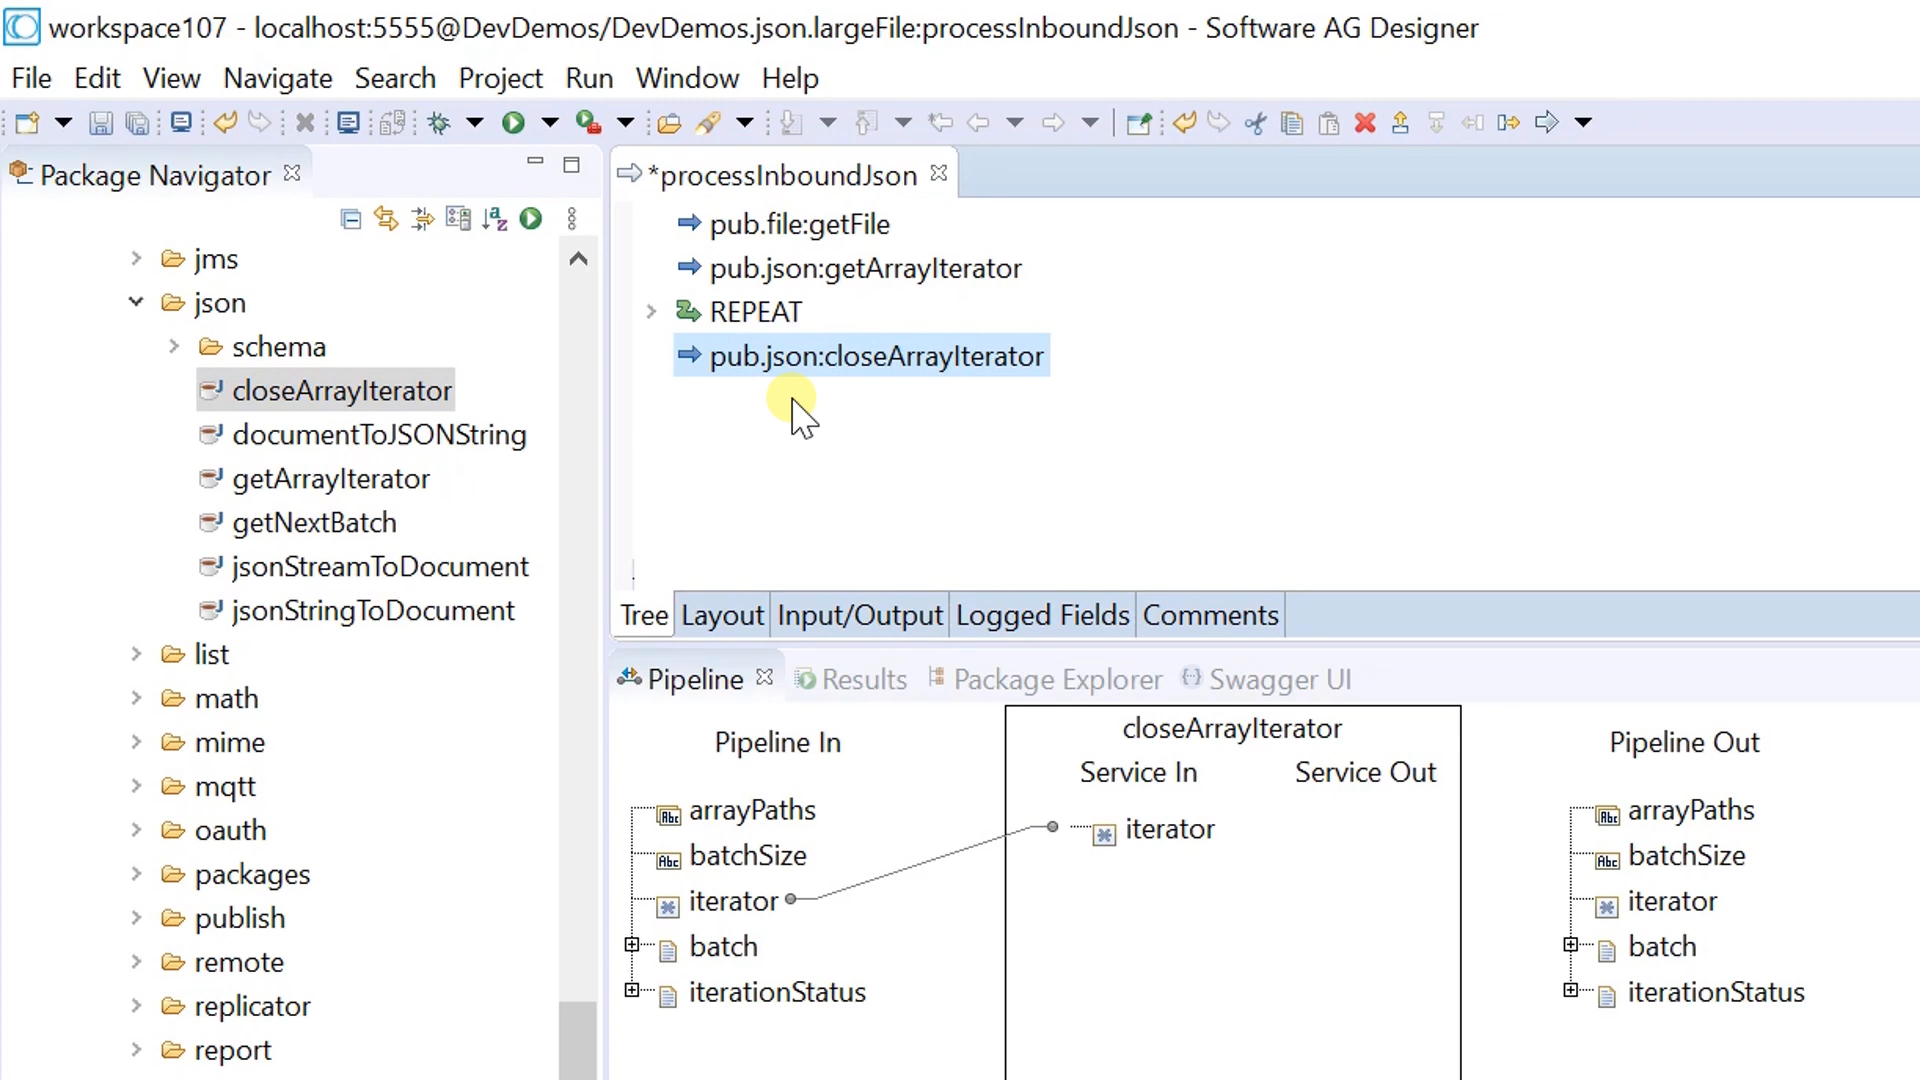 workspace107 - localhost:5555@DevDemos/DevDemos.json.largeFile:processInboundJson - Software AG Designer
File Edit View Navigate Search Project Run Window Help
Package Navigator
jms
json
schema
closeArrayIterator
documentToJSONString
getArrayIterator
getNextBatch
jsonStreamToDocument
jsonStringToDocument
list
math
mime
mqtt
oauth
packages
publish
remote
replicator
report
*processInboundJson
pub.file:getFile
pub.json:getArrayIterator
REPEAT
pub.json:closeArrayIterator
Tree Layout Input/Output Logged Fields Comments
Pipeline Results Package Explorer Swagger UI
Pipeline In
arrayPaths
batchSize
iterator
batch
iterationStatus
closeArrayIterator
Service In Service Out
iterator
Pipeline Out
arrayPaths
batchSize
iterator
batch
iterationStatus